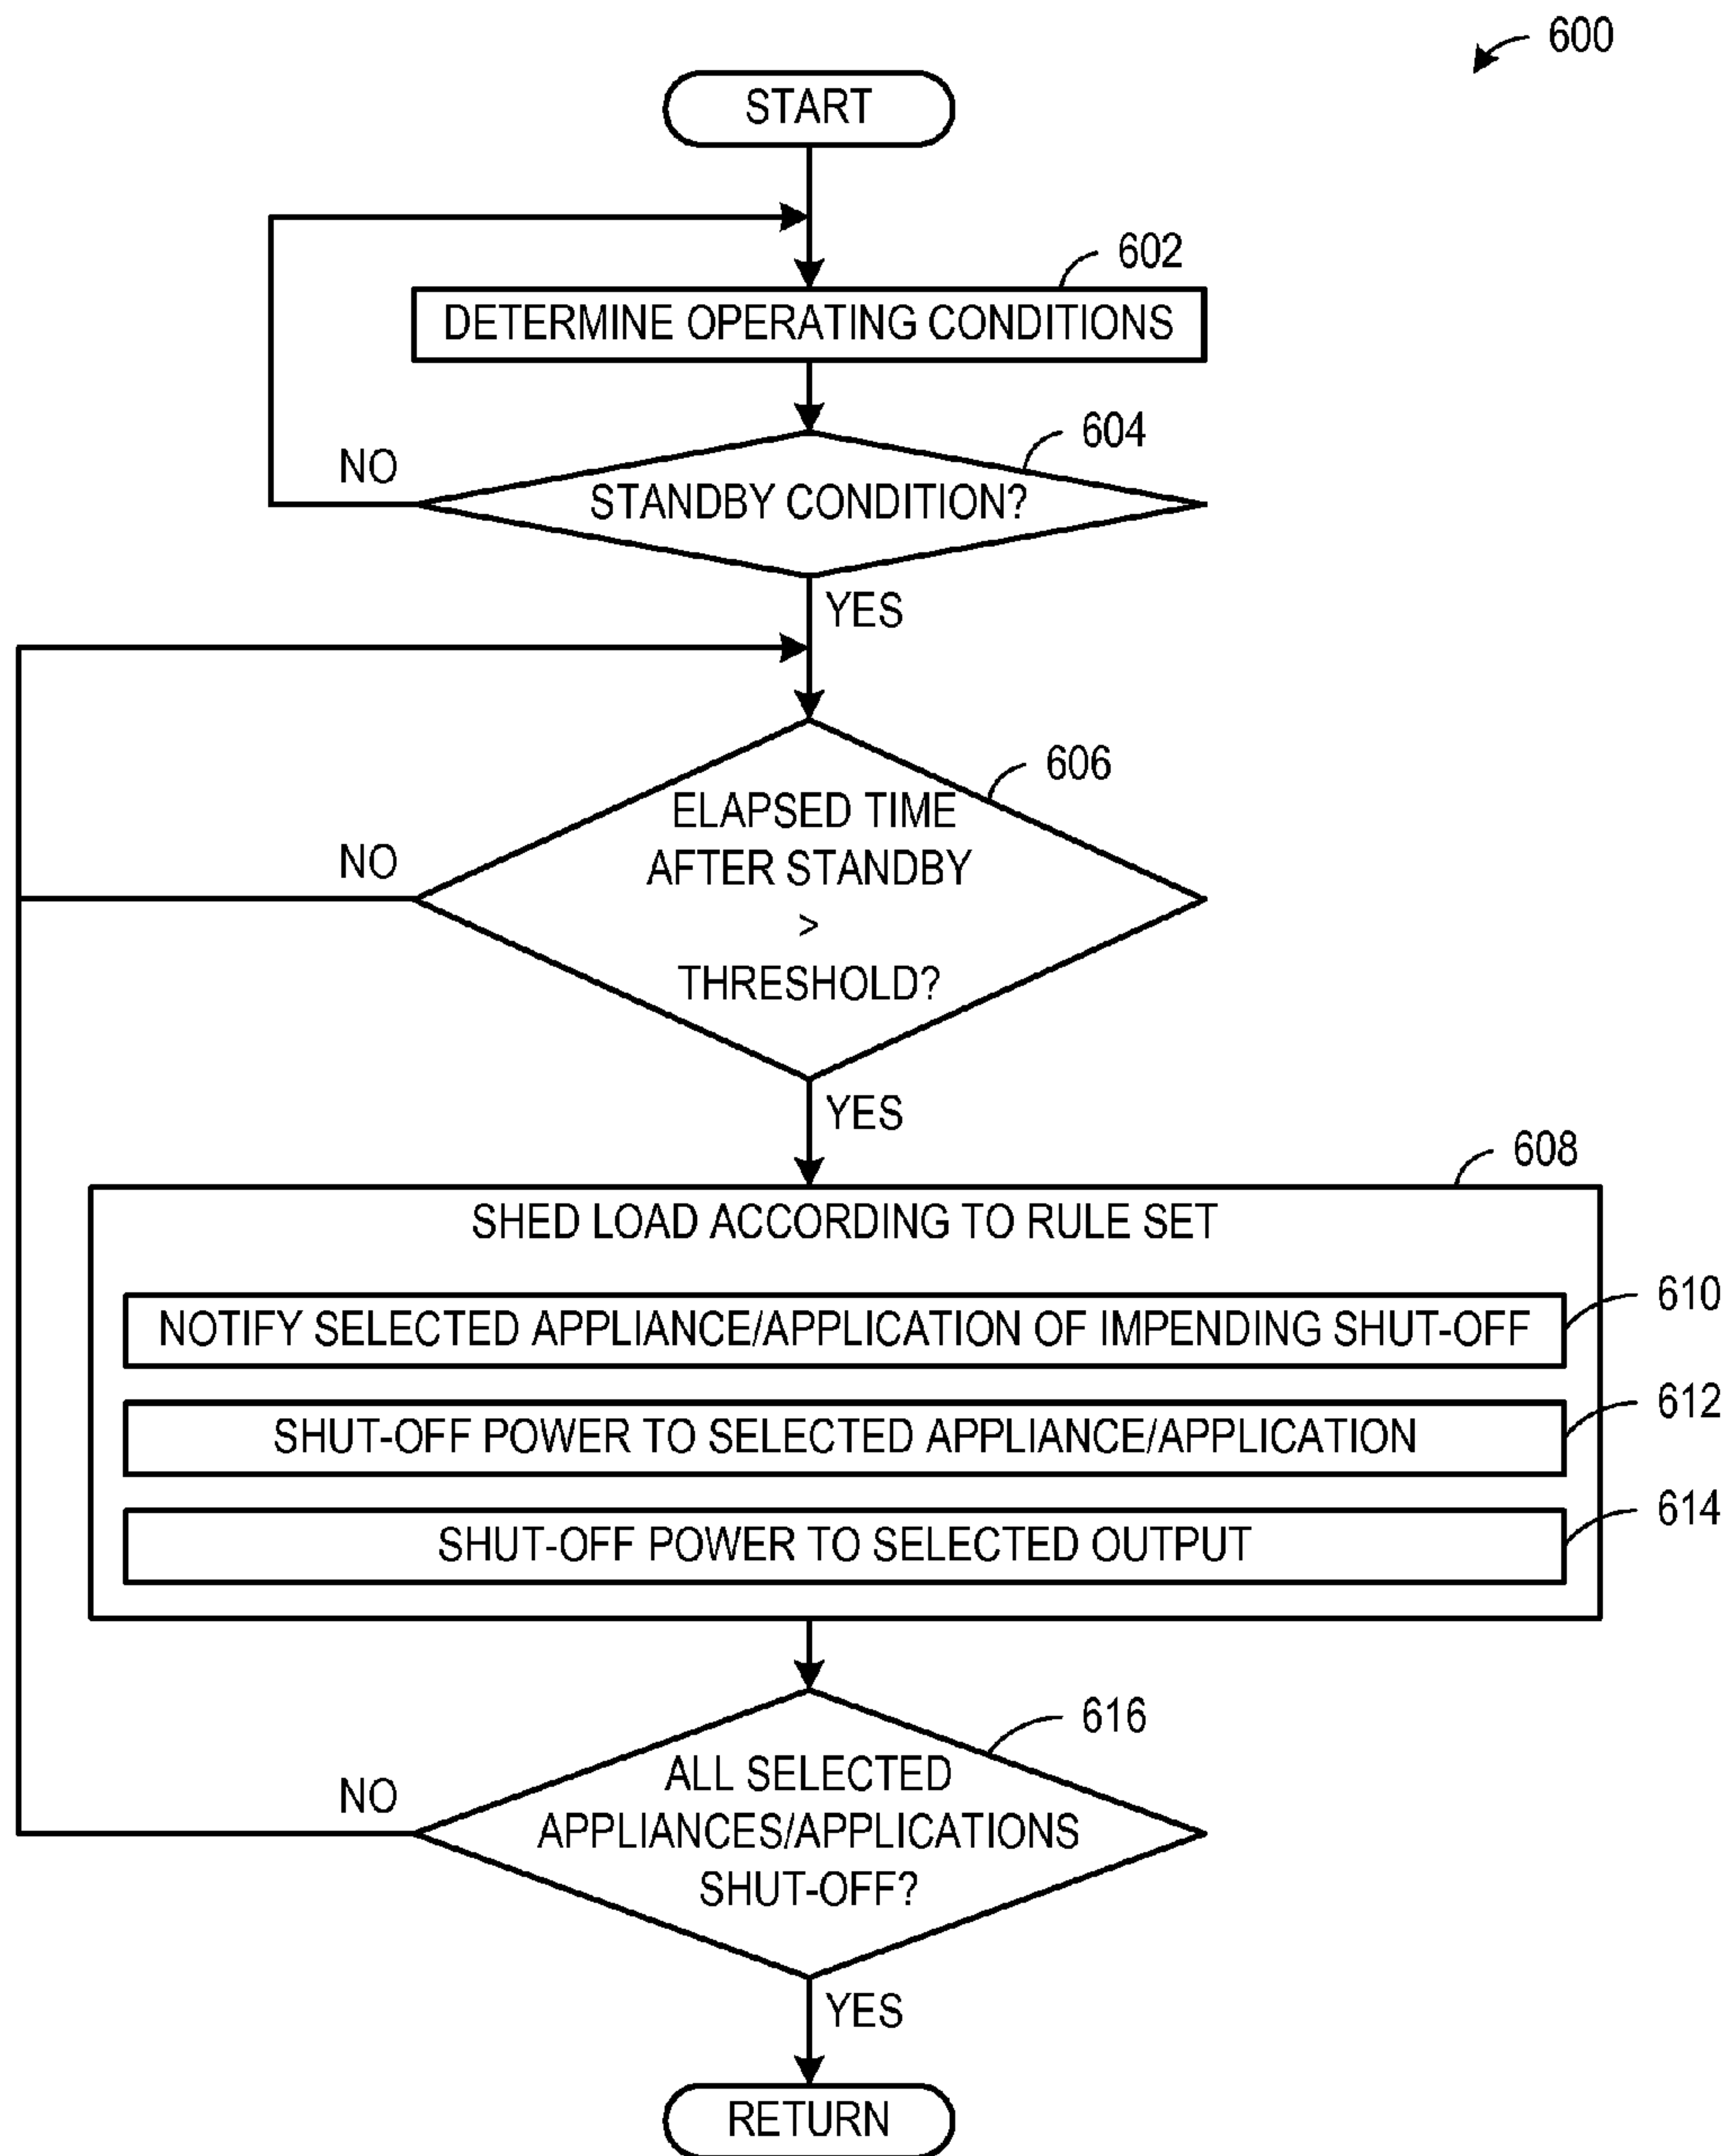 600
START
602
DETERMINE OPERATING CONDITIONS
604
NO
STANDBY CONDITION?
YES
606
ELAPSED TIME
NO
AFTER STANDBY
>
THRESHOLD?
YES
608
SHED LOAD ACCORDING TO RULE SET
610
NOTIFY SELECTED APPLIANCE/APPLICATION OF IMPENDING SHUT-OFF
612
SHUT-OFF POWER TO SELECTED APPLIANCE/APPLICATION
614
SHUT-OFF POWER TO SELECTED OUTPUT
616
ALL SELECTED
NO
APPLIANCES/APPLICATIONS
SHUT-OFF?
YES
RETURN